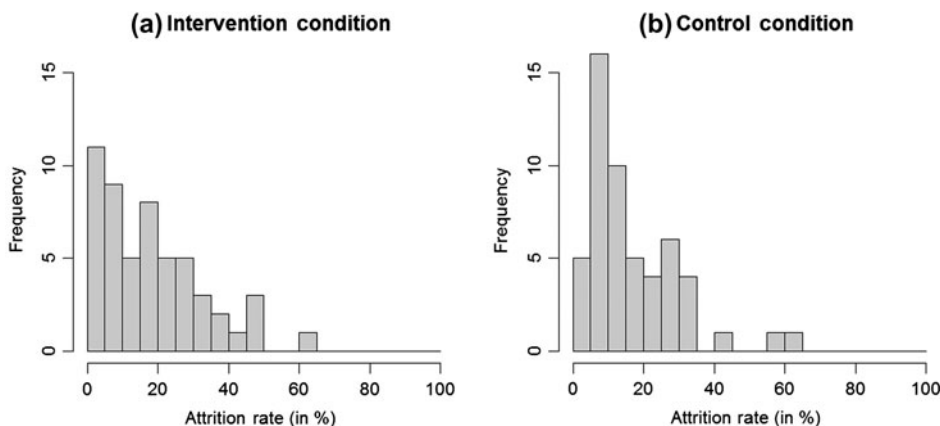 (a) Intervention condition
15
10
5
0
Frequency
0 20 40 60 80 100
Attrition rate (in %)
(b) Control condition
15
10
5
0
Frequency
0 20 40 60 80 100
Attrition rate (in %)